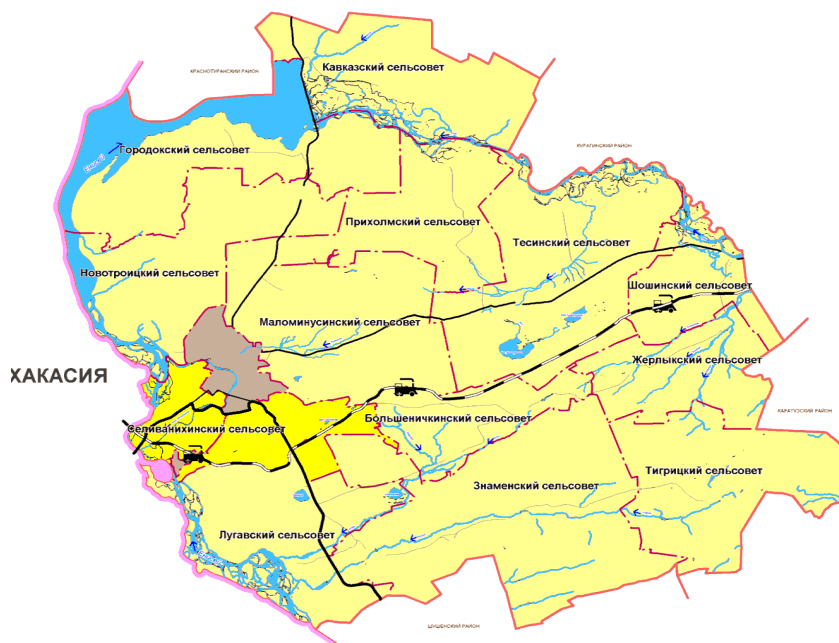 Кавказский сельсовет
КРАСНОТУРАНСКИЙ РАЙОН
Городокский сельсовет
КУРАГИНСКИЙ РАЙОН
Прихолмский сельсовет
Тесинский сельсовет
Новотроицкий сельсовет
Шошинский сельсовет
Маломинусинский сельсовет
Жерлыкский сельсовет
ХАКАСИЯ
КАРАТУЗСКИЙ РАЙОН
Большеничкинский сельсовет
Селиванихинский сельсовет
Тигрицкий сельсовет
Знаменский сельсовет
Лугавский сельсовет
ШУШЕНСКИЙ РАЙОН